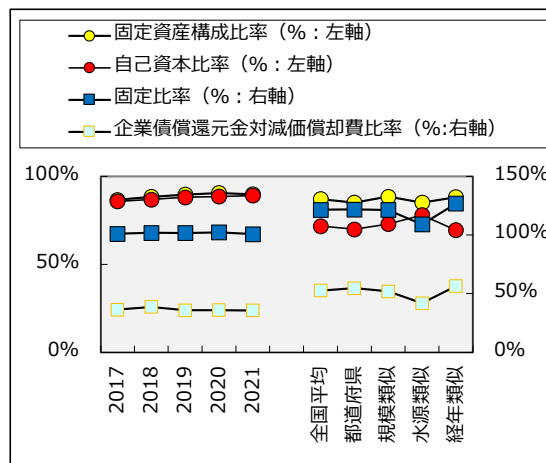 固定資産構成比率（%：左軸）
自己資本比率（%：左軸）
固定比率（%：右軸）
企業債償還元金対減価償却費比率（%:右軸）
100%
50%
0%
150%
100%
50%
0%
2017
2018
2019
2020
2021
全国平均
都道府県
規模類似
水源類似
経年類似